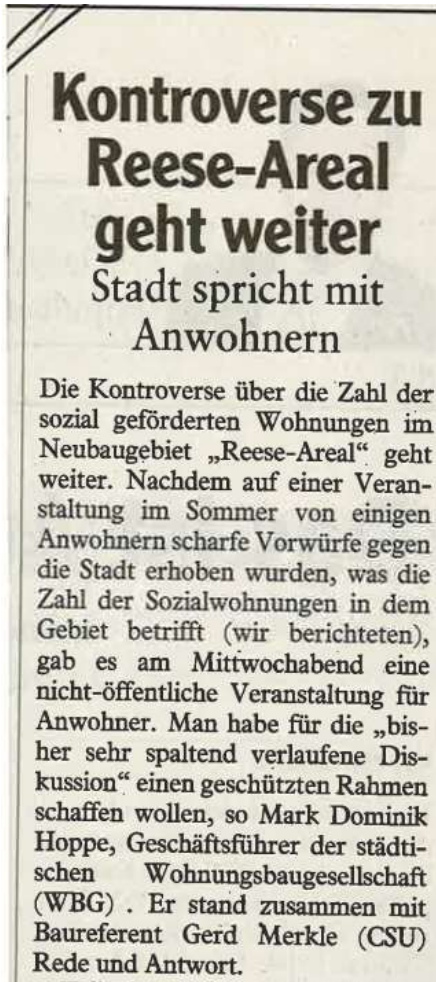 Kontroverse zu
Reese-Areal
geht weiter
Stadt spricht mit
Anwohnern
Die Kontroverse über die Zahl der
sozial geförderten Wohnungen im
Neubaugebiet „Reese-Areal“ geht
weiter. Nachdem auf einer Veran-
staltung im Sommer von einigen
Anwohnern scharfe Vorwürfe gegen
die Stadt erhoben wurden, was die
Zahl der Sozialwohnungen in dem
Gebiet betrifft (wir berichteten),
gab es am Mittwochabend eine
nicht-öffentliche Veranstaltung für
Anwohner. Man habe für die „bis-
her sehr spaltend verlaufene Dis-
kussion“ einen geschützten Rahmen
schaffen wollen, so Mark Dominik
Hoppe, Geschäftsführer der städti-
schen Wohnungsbaugesellschaft
(WBG) . Er stand zusammen mit
Baureferent Gerd Merkle (CSU)
Rede und Antwort.